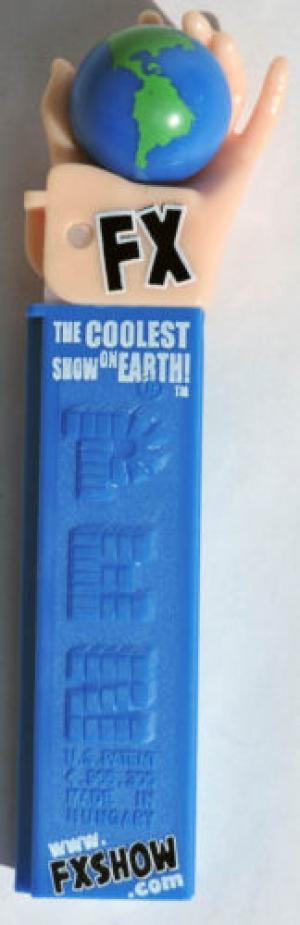 FX
THE COOLEST
SHOW ON EARTH!
TM
PEZ
U.S. PATENT
MADE IN
HUNGARY
www.
FXSHOW
.com